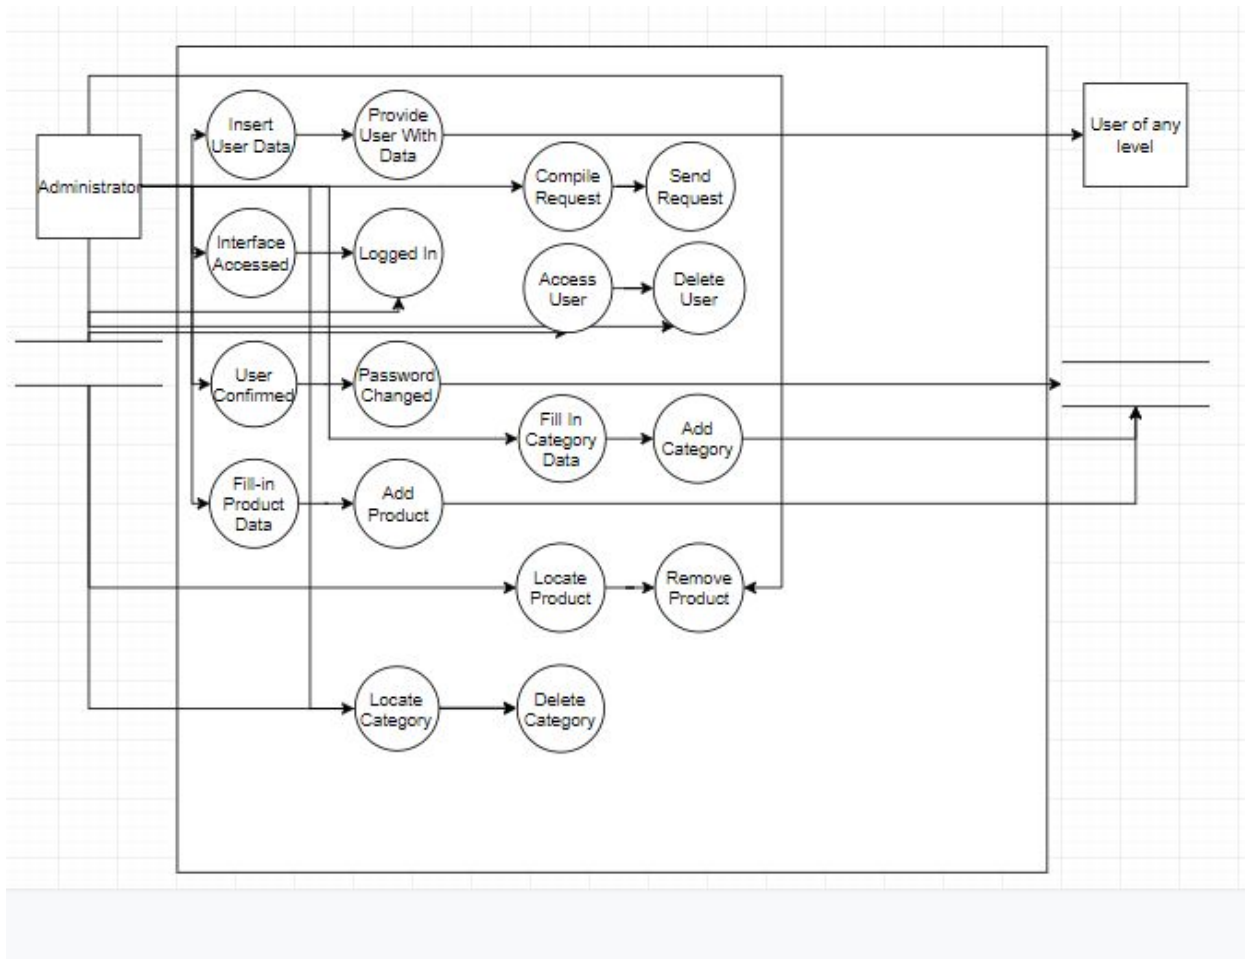 Insert
User Data
Provide
User With
Data
User of any
level
Administrator
Compile
Request
Send
Request
Interface
Accessed
Logged In
Access
User
Delete
User
User
Confirmed
Password
Changed
Fill In
Category
Data
Add
Category
Fill-in
Product
Data
Add
Product
Locate
Product
Remove
Product
Locate
Category
Delete
Category